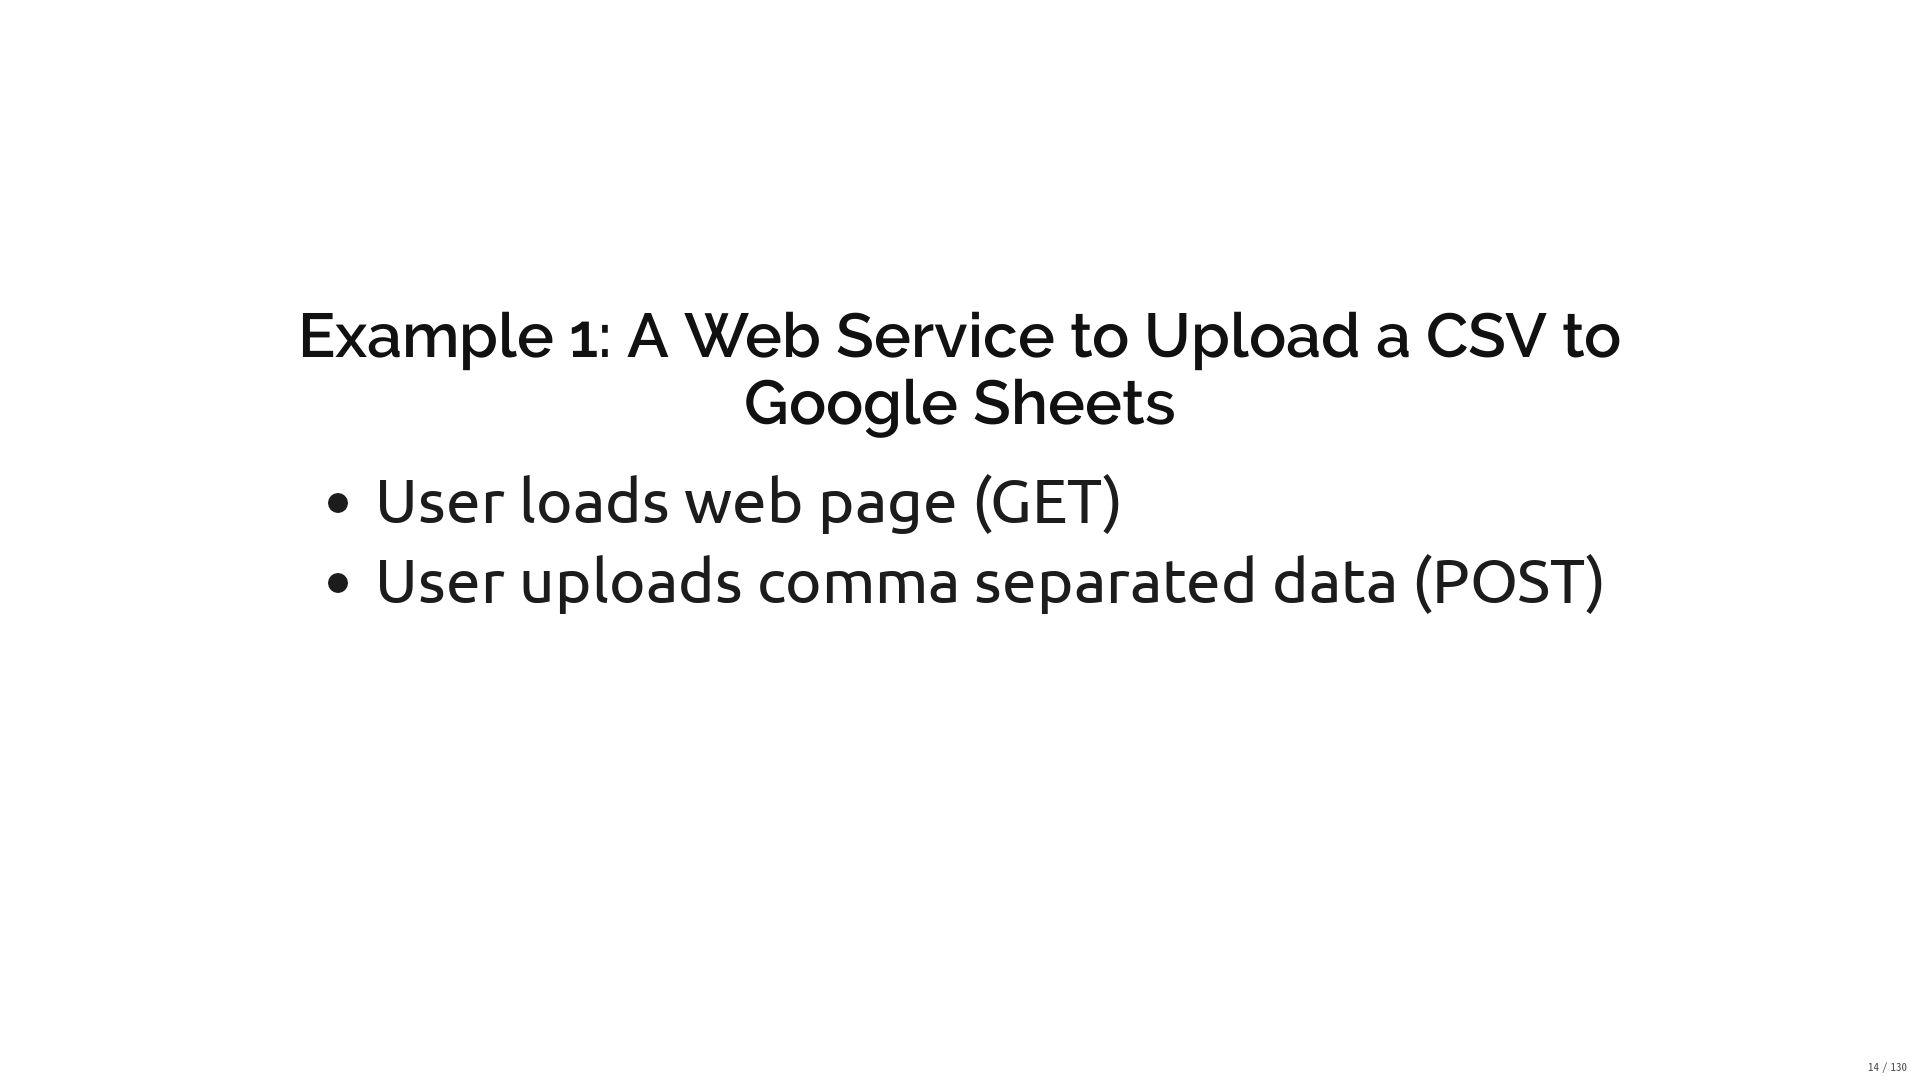 Example 1: A Web Service to Upload a CSV to
Google Sheets
• User loads web page (GET)
• User uploads comma separated data (POST)
14 / 130